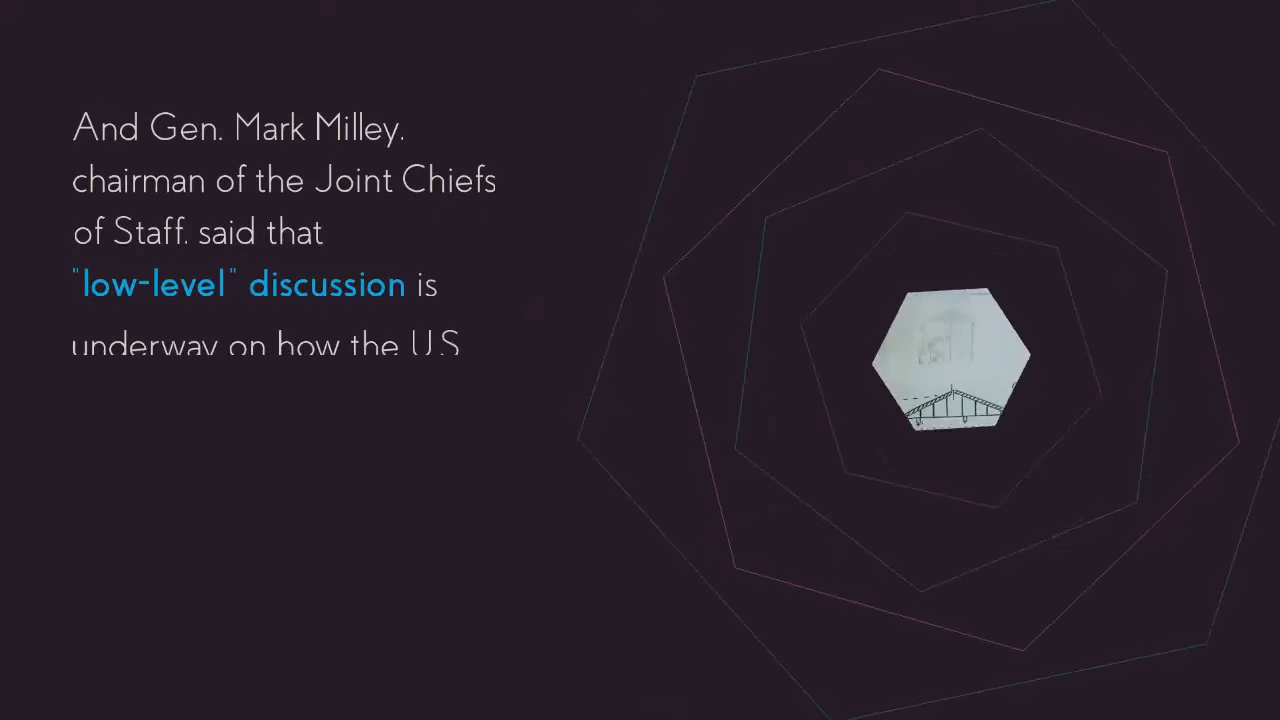 And Gen. Mark Milley,
chairman of the Joint Chiefs
of Staff, said that
"low-level" discussion is
underway on how the U.S